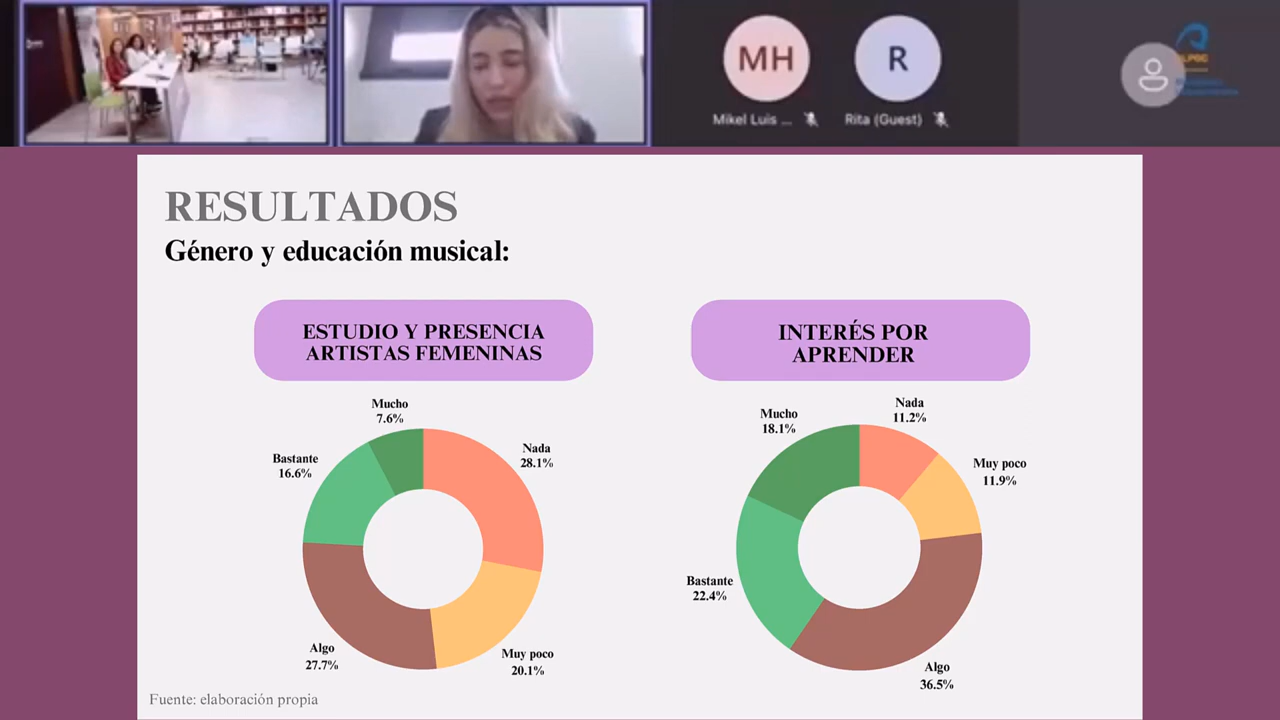 MH
R
Mikel Luis ...
Rita (Guest)
RESULTADOS
Género y educación musical:
ESTUDIO Y PRESENCIA
ARTISTAS FEMENINAS
INTERÉS POR
APRENDER
Mucho
7.6%
Nada
28.1%
Bastante
16.6%
Algo
27.7%
Muy poco
20.1%
Nada
11.2%
Mucho
18.1%
Muy poco
11.9%
Bastante
22.4%
Algo
36.5%
Fuente: elaboración propia